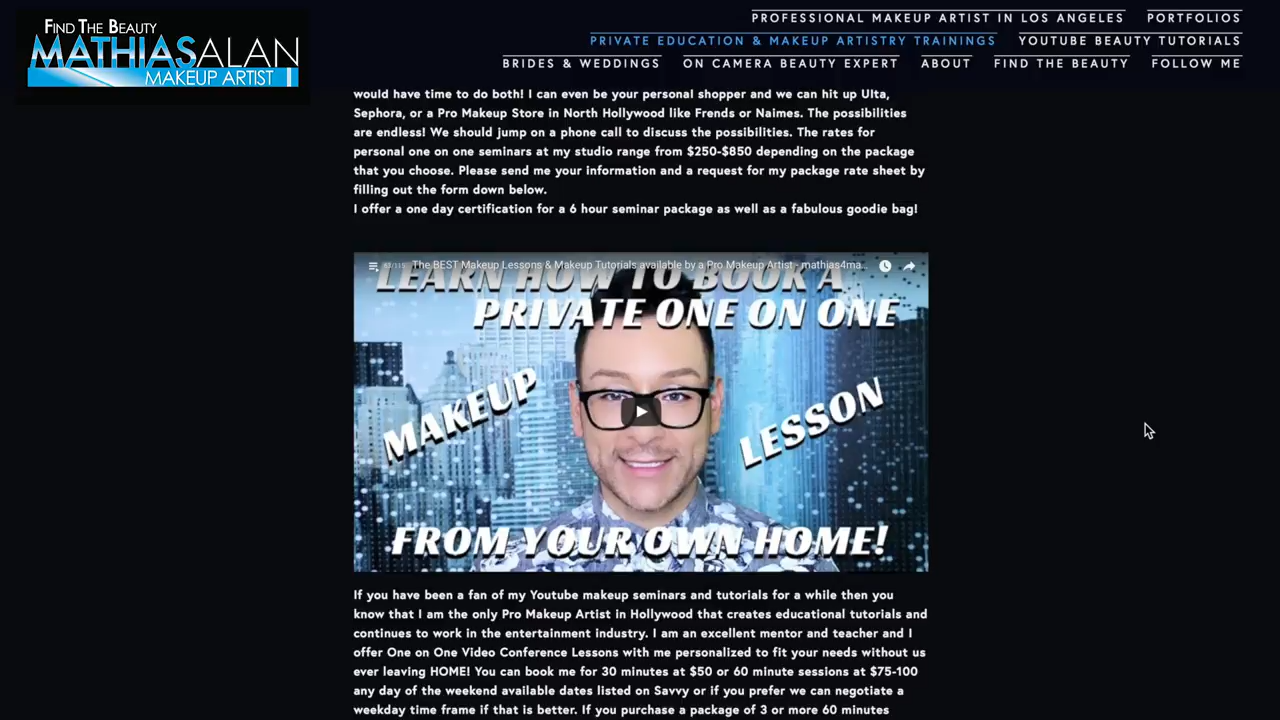 FIND THE BEAUTY
MATHIASALAN
MAKEUP ARTIST
PROFESSIONAL MAKEUP ARTIST IN LOS ANGELES PORTFOLIOS
PRIVATE EDUCATION & MAKEUP ARTISTRY TRAININGS YOUTUBE BEAUTY TUTORIALS
BRIDES & WEDDINGS ON CAMERA BEAUTY EXPERT ABOUT FIND THE BEAUTY FOLLOW ME
would have time to do both! I can even be your personal shopper and we can hit up Ulta,
Sephora, or a Pro Makeup Store in North Hollywood like Frends or Naimes. The possibilities
are endless! We should jump on a phone call to discuss the possibilities. The rates for
personal one on one seminars at my studio range from $250-$850 depending on the package
that you choose. Please send me your information and a request for my package rate sheet by
filling out the form down below.
I offer a one day certification for a 6 hour seminar package as well as a fabulous goodie bag!
The BEST Makeup Lessons & Makeup Tutorials available by a Pro Makeup Artist - mathias4ma...
LEARN HOW TO BOOK A
PRIVATE ONE ON ONE
MAKEUP
LESSON
FROM YOUR OWN HOME!
If you have been a fan of my Youtube makeup seminars and tutorials for a while then you
know that I am the only Pro Makeup Artist in Hollywood that creates educational tutorials and
continues to work in the entertainment industry. I am an excellent mentor and teacher and I
offer One on One Video Conference Lessons with me personalized to fit your needs without us
ever leaving HOME! You can book me for 30 minutes at $50 or 60 minute sessions at $75-100
any day of the weekend available dates listed on Savvy or if you prefer we can negotiate a
weekday time frame if that is better. If you purchase a package of 3 or more 60 minutes